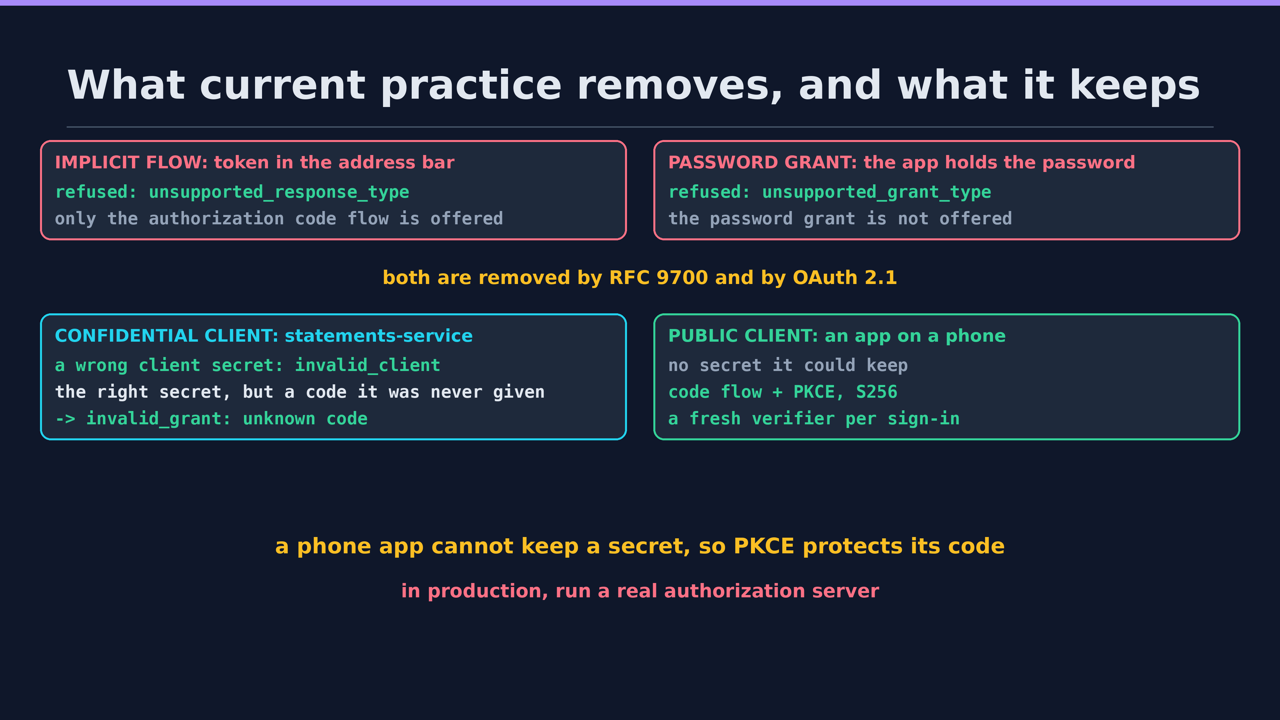 What current practice removes, and what it keeps
IMPLICIT FLOW: token in the address bar
refused: unsupported_response_type
only the authorization code flow is offered
PASSWORD GRANT: the app holds the password
refused: unsupported_grant_type
the password grant is not offered
both are removed by RFC 9700 and by OAuth 2.1
CONFIDENTIAL CLIENT: statements-service
a wrong client secret: invalid_client
the right secret, but a code it was never given
-> invalid_grant: unknown code
PUBLIC CLIENT: an app on a phone
no secret it could keep
code flow + PKCE, S256
a fresh verifier per sign-in
a phone app cannot keep a secret, so PKCE protects its code
in production, run a real authorization server